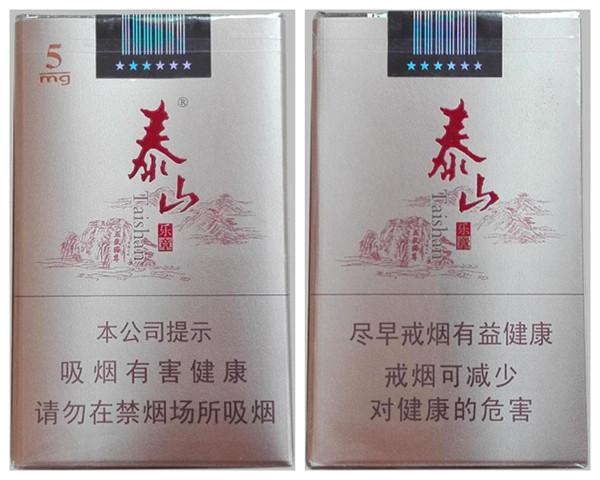 5
mg
泰山
®
Taishan
乐章
本公司提示
吸烟有害健康
请勿在禁烟场所吸烟
泰山
Taishan
乐章
尽早戒烟有益健康
戒烟可减少
对健康的危害